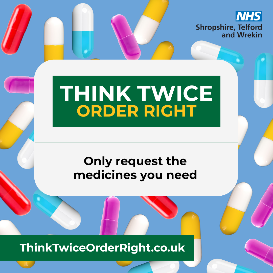 NHS
Shropshire, Telford
and Wrekin
THINK TWICE
ORDER RIGHT
Only request the
medicines you need
ThinkTwiceOrderRight.co.uk